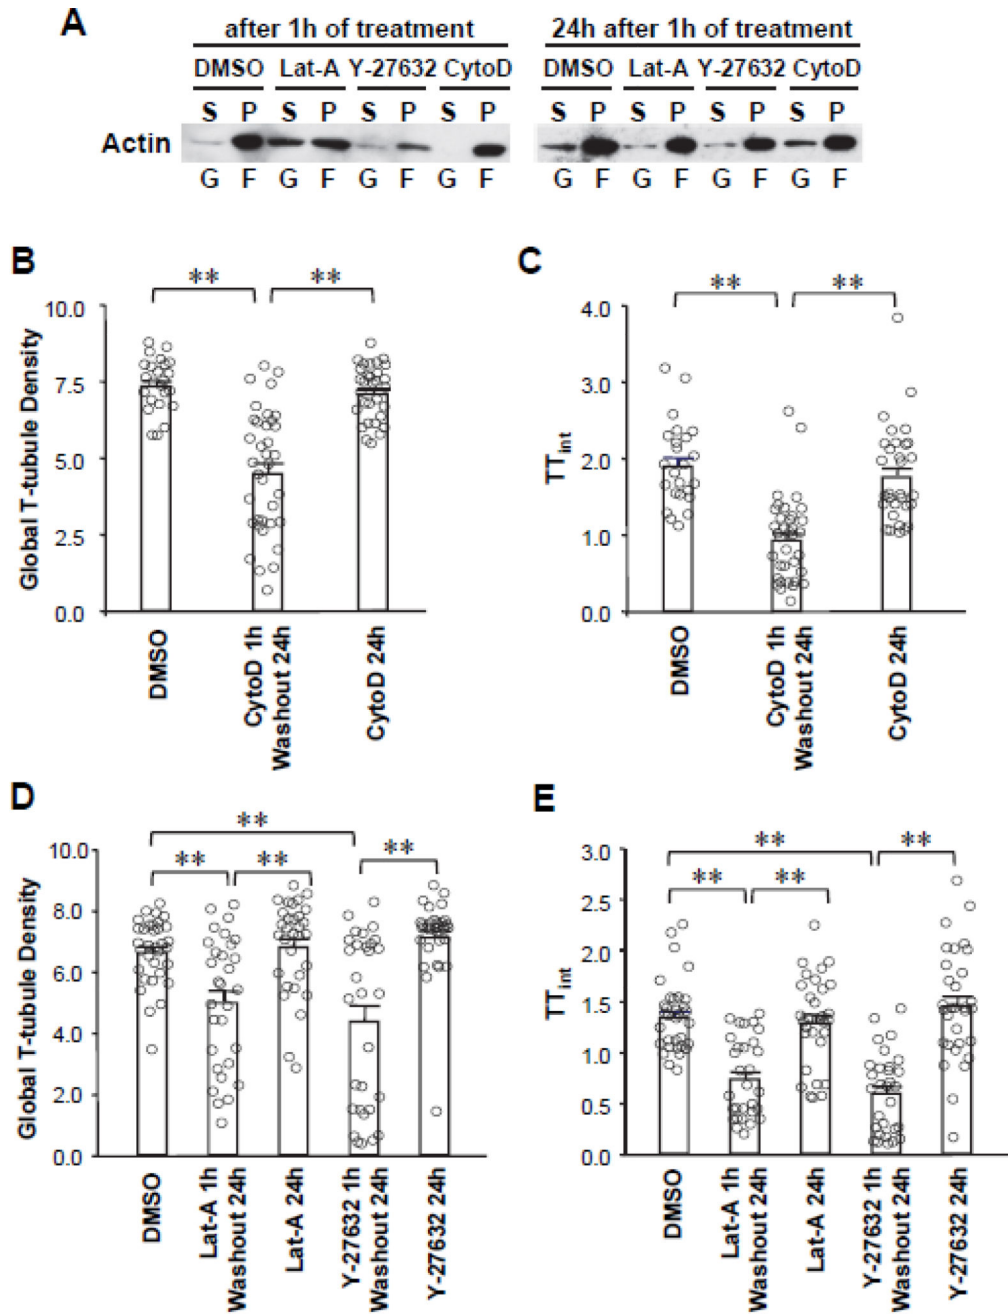 A
after 1h of treatment 24h after 1h of treatment
DMSO Lat-A Y-27632 CytoD DMSO Lat-A Y-27632 CytoD
S P S P S P S P S P S P S P S P
Actin
G F G F G F G F G F G F G F G F
B
** **
Global T-tubule Density
10.0
7.5
5.0
2.5
0.0
DMSO
CytoD 1h
Washout 24h
CytoD 24h
C
** **
TTint
4.0
3.0
2.0
1.0
0.0
DMSO
CytoD 1h
Washout 24h
CytoD 24h
D
**
** ** **
Global T-tubule Density
10.0
8.0
6.0
4.0
2.0
0.0
DMSO
Lat-A 1h
Washout 24h
Lat-A 24h
Y-27632 1h
Washout 24h
Y-27632 24h
E
** **
** **
TTint
3.0
2.5
2.0
1.5
1.0
0.5
0.0
DMSO
Lat-A 1h
Washout 24h
Lat-A 24h
Y-27632 1h
Washout 24h
Y-27632 24h